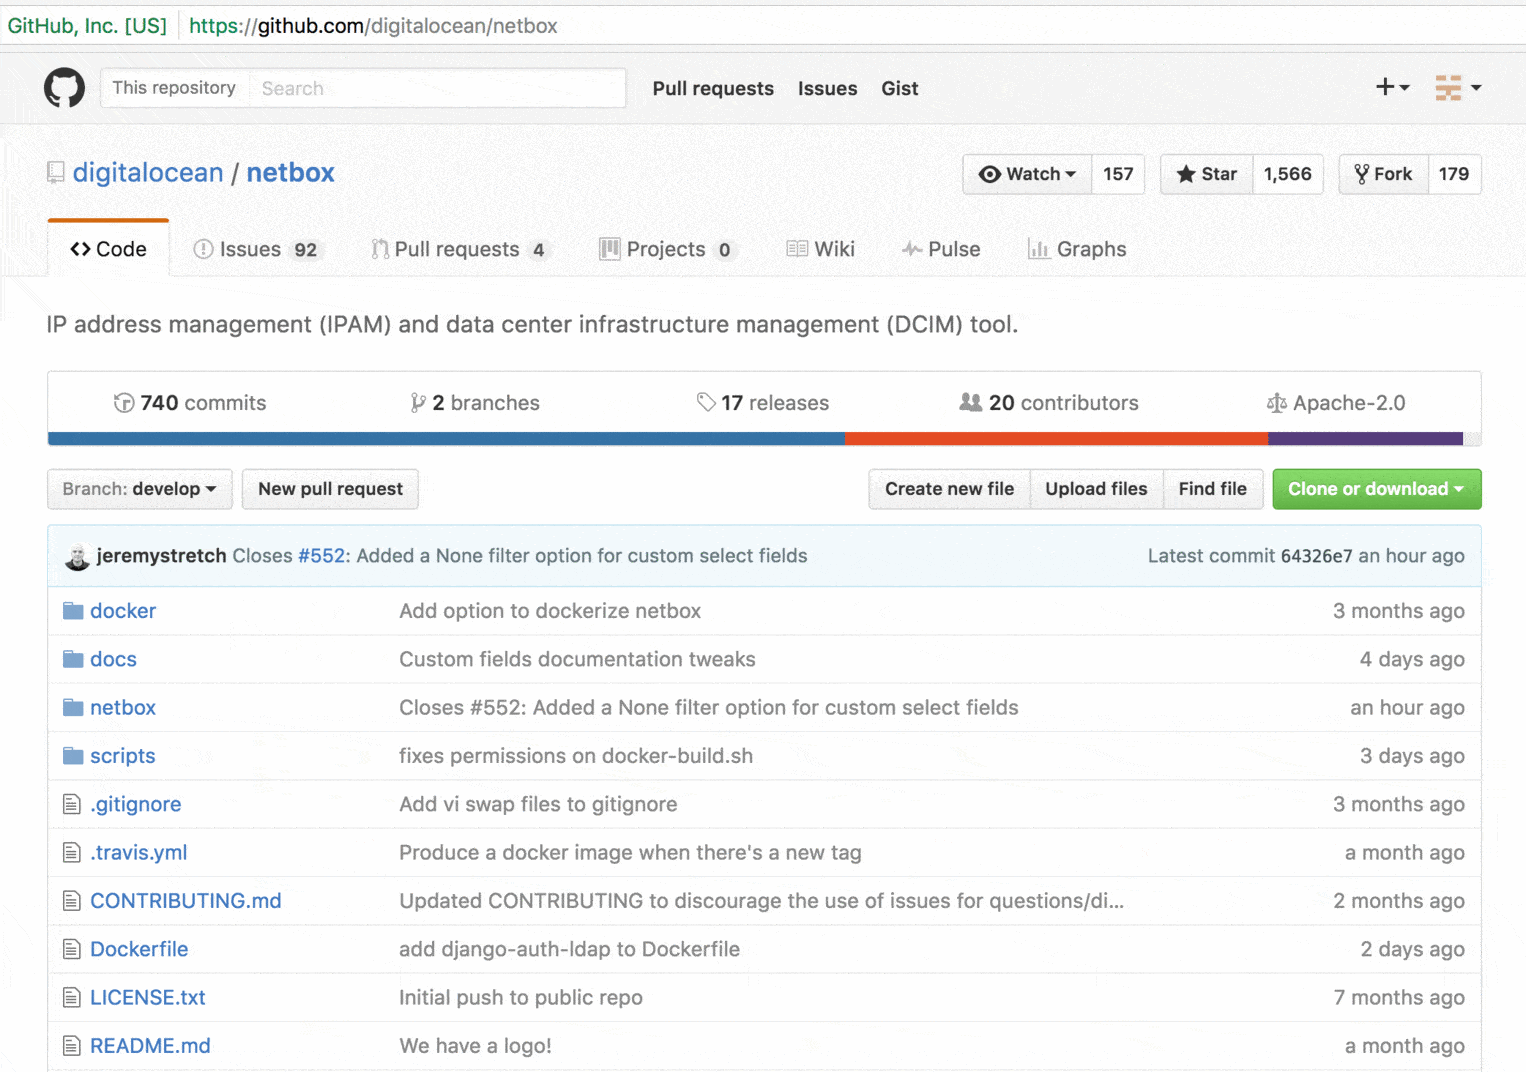 GitHub, Inc. [US] https://github.com/digitalocean/netbox
This repository Search Pull requests Issues Gist
digitalocean / netbox Watch 157 Star 1,566 Fork 179
Code Issues 92 Pull requests 4 Projects 0 Wiki Pulse Graphs
IP address management (IPAM) and data center infrastructure management (DCIM) tool.
740 commits 2 branches 17 releases 20 contributors Apache-2.0
Branch: develop New pull request Create new file Upload files Find file Clone or download
jeremystretch Closes #552: Added a None filter option for custom select fields Latest commit 64326e7 an hour ago
docker Add option to dockerize netbox 3 months ago
docs Custom fields documentation tweaks 4 days ago
netbox Closes #552: Added a None filter option for custom select fields an hour ago
scripts fixes permissions on docker-build.sh 3 days ago
.gitignore Add vi swap files to gitignore 3 months ago
.travis.yml Produce a docker image when there's a new tag a month ago
CONTRIBUTING.md Updated CONTRIBUTING to discourage the use of issues for questions/di... 2 months ago
Dockerfile add django-auth-ldap to Dockerfile 2 days ago
LICENSE.txt Initial push to public repo 7 months ago
README.md We have a logo! a month ago